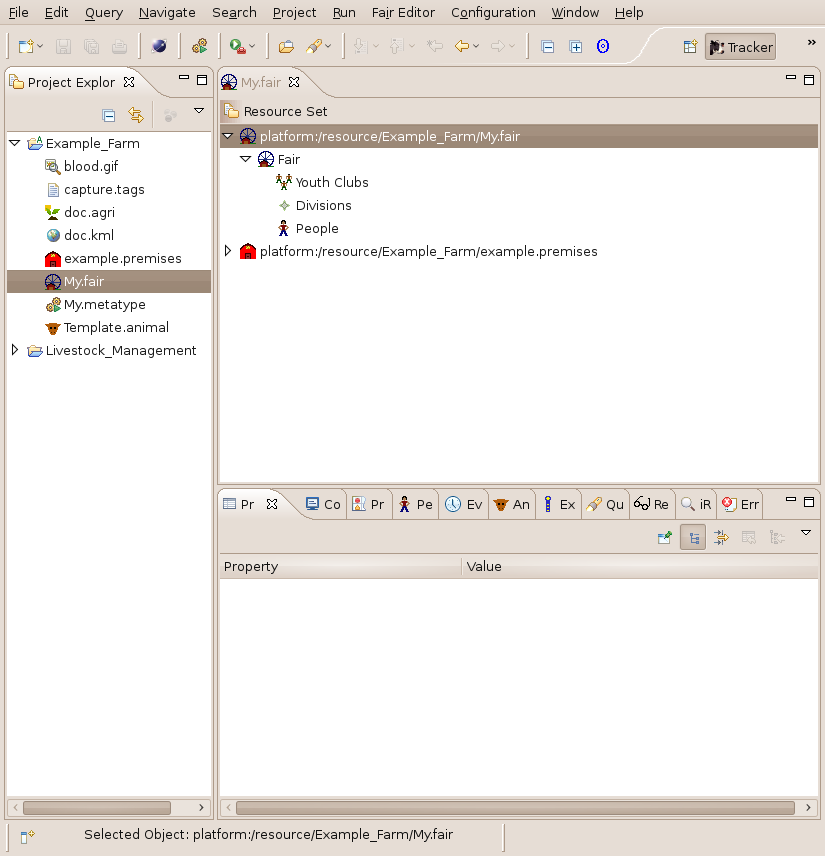 File Edit Query Navigate Search Project Run Fair Editor Configuration Window Help
Tracker »
Project Explor
My.fair
Resource Set
Example_Farm
blood.gif
capture.tags
doc.agri
doc.kml
example.premises
My.fair
My.metatype
Template.animal
Livestock_Management
platform:/resource/Example_Farm/My.fair
Fair
Youth Clubs
Divisions
People
platform:/resource/Example_Farm/example.premises
Pr Co Pr Pe Ev An Ex Qu Re iR Err
Property Value
Selected Object: platform:/resource/Example_Farm/My.fair